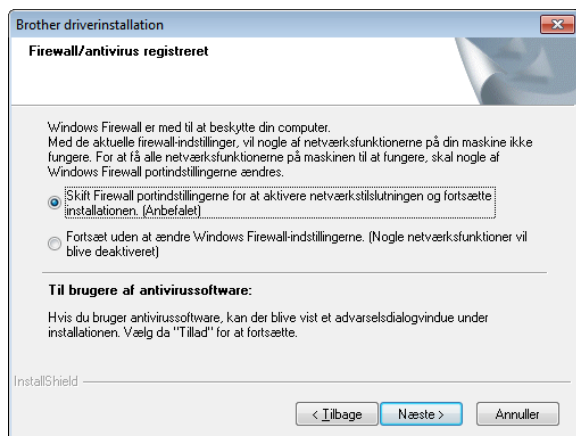 Brother driverinstallation
Firewall/antivirus registreret
Windows Firewall er med til at beskytte din computer.
Med de aktuelle firewall-indstillinger, vil nogle af netværksfunktionerne på din maskine ikke
fungere. For at få alle netværksfunktionerne på maskinen til at fungere, skal nogle af
Windows Firewall portindstillingerne ændres.
Skift Firewall portindstillingerne for at aktivere netværkstilslutningen og fortsætte
installationen. (Anbefalet)
Fortsæt uden at ændre Windows Firewall-indstillingerne. (Nogle netværksfunktioner vil
blive deaktiveret)
Til brugere af antivirussoftware:
Hvis du bruger antivirussoftware, kan der blive vist et advarselsdialogvindue under
installationen. Vælg da "Tillad" for at fortsætte.
InstallShield
< Tilbage Næste > Annuller